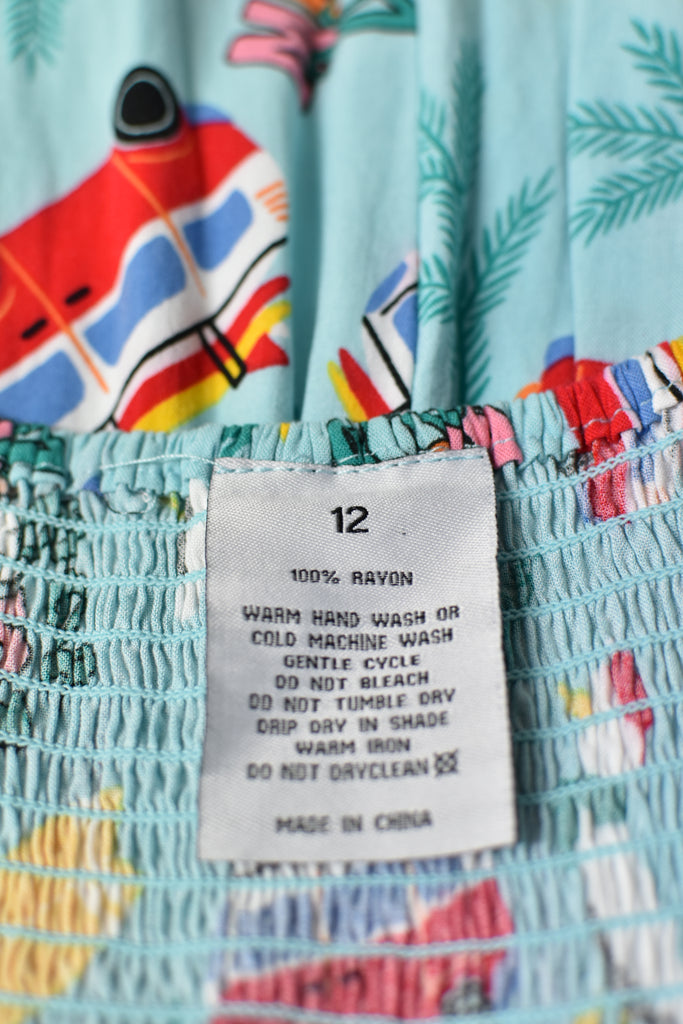 12
100% RAYON
WARM HAND WASH OR
COLD MACHINE WASH
GENTLE CYCLE
DO NOT BLEACH
DO NOT TUMBLE DRY
DRIP DRY IN SHADE
WARM IRON
DO NOT DRYCLEAN
MADE IN CHINA